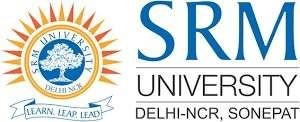 SRM UNIVERSITY
DELHI NCR
LEARN, LEAP, LEAD
SRM
UNIVERSITY
DELHI-NCR, SONEPAT